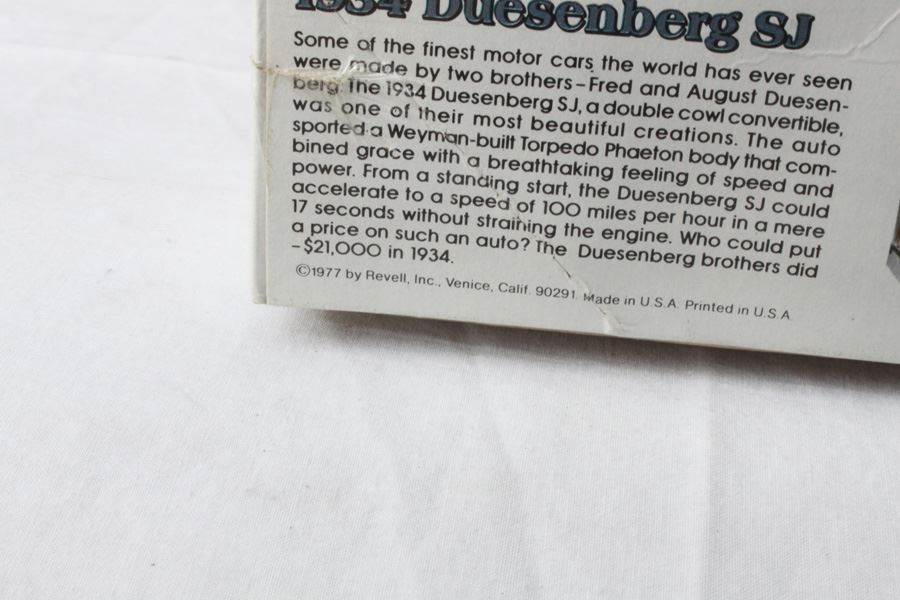 1934 Duesenberg SJ
Some of the finest motor cars the world has ever seen
were made by two brothers–Fred and August Duesen-
berg. The 1934 Duesenberg SJ, a double cowl convertible,
was one of their most beautiful creations. The auto
sported a Weyman-built Torpedo Phaeton body that com-
bined grace with a breathtaking feeling of speed and
power. From a standing start, the Duesenberg SJ could
accelerate to a speed of 100 miles per hour in a mere
17 seconds without straining the engine. Who could put
a price on such an auto? The Duesenberg brothers did
–$21,000 in 1934.
©1977 by Revell, Inc., Venice, Calif. 90291. Made in U.S.A. Printed in U.S.A.